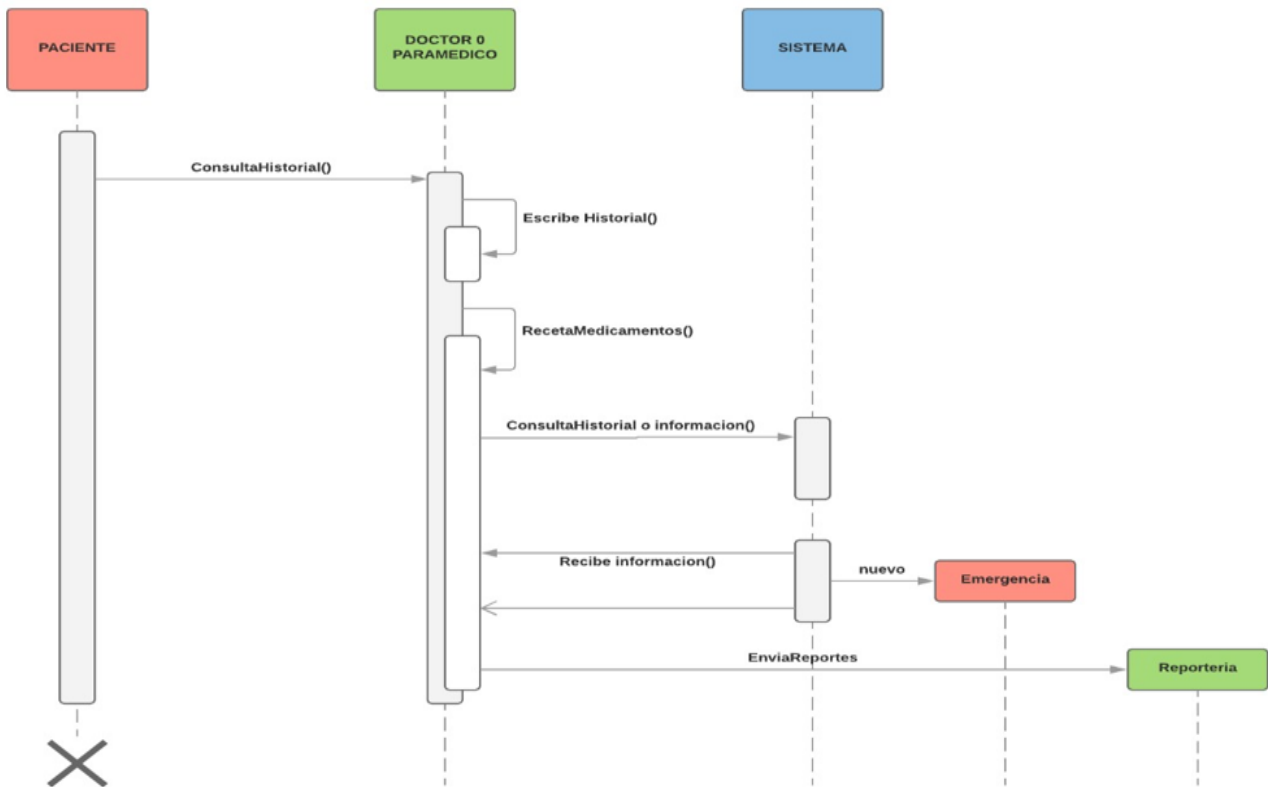 PACIENTE
DOCTOR 0
PARAMEDICO
SISTEMA
ConsultaHistorial()
Escribe Historial()
RecetaMedicamentos()
ConsultaHistorial o informacion()
Recibe informacion()
nuevo
Emergencia
EnviaReportes
Reporteria